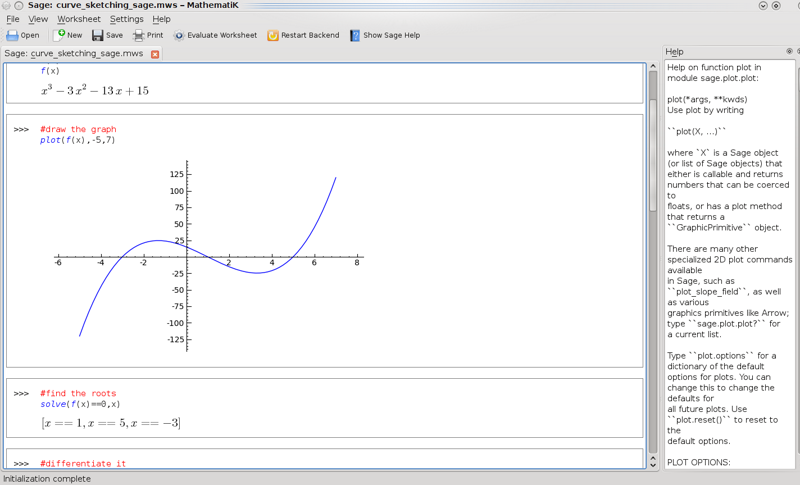 Sage: curve_sketching_sage.mws – MathematiK
File View Worksheet Settings Help
Open New Save Print Evaluate Worksheet Restart Backend Show Sage Help
Sage: curve_sketching_sage.mws
f(x)
x³ − 3x² − 13x + 15
>>> #draw the graph
plot(f(x),-5,7)
125
100
75
50
25
-6 -4 -2 2 4 6 8
-25
-50
-75
-100
-125
>>> #find the roots
solve(f(x)==0,x)
[x == 1, x == 5, x == −3]
>>> #differentiate it
Help
Help on function plot in
module sage.plot.plot:
plot(*args, **kwds)
Use plot by writing
``plot(X, ...)``
where `X` is a Sage object
(or list of Sage objects) that
either is callable and returns
numbers that can be coerced
to
floats, or has a plot method
that returns a
``GraphicPrimitive`` object.
There are many other
specialized 2D plot commands
available
in Sage, such as
``plot_slope_field``, as well
as various
graphics primitives like Arrow;
type ``sage.plot.plot?`` for
a current list.
Type ``plot.options`` for a
dictionary of the default
options for plots. You can
change this to change the
defaults for
all future plots. Use
``plot.reset()`` to reset to
the
default options.
PLOT OPTIONS:
Initialization complete